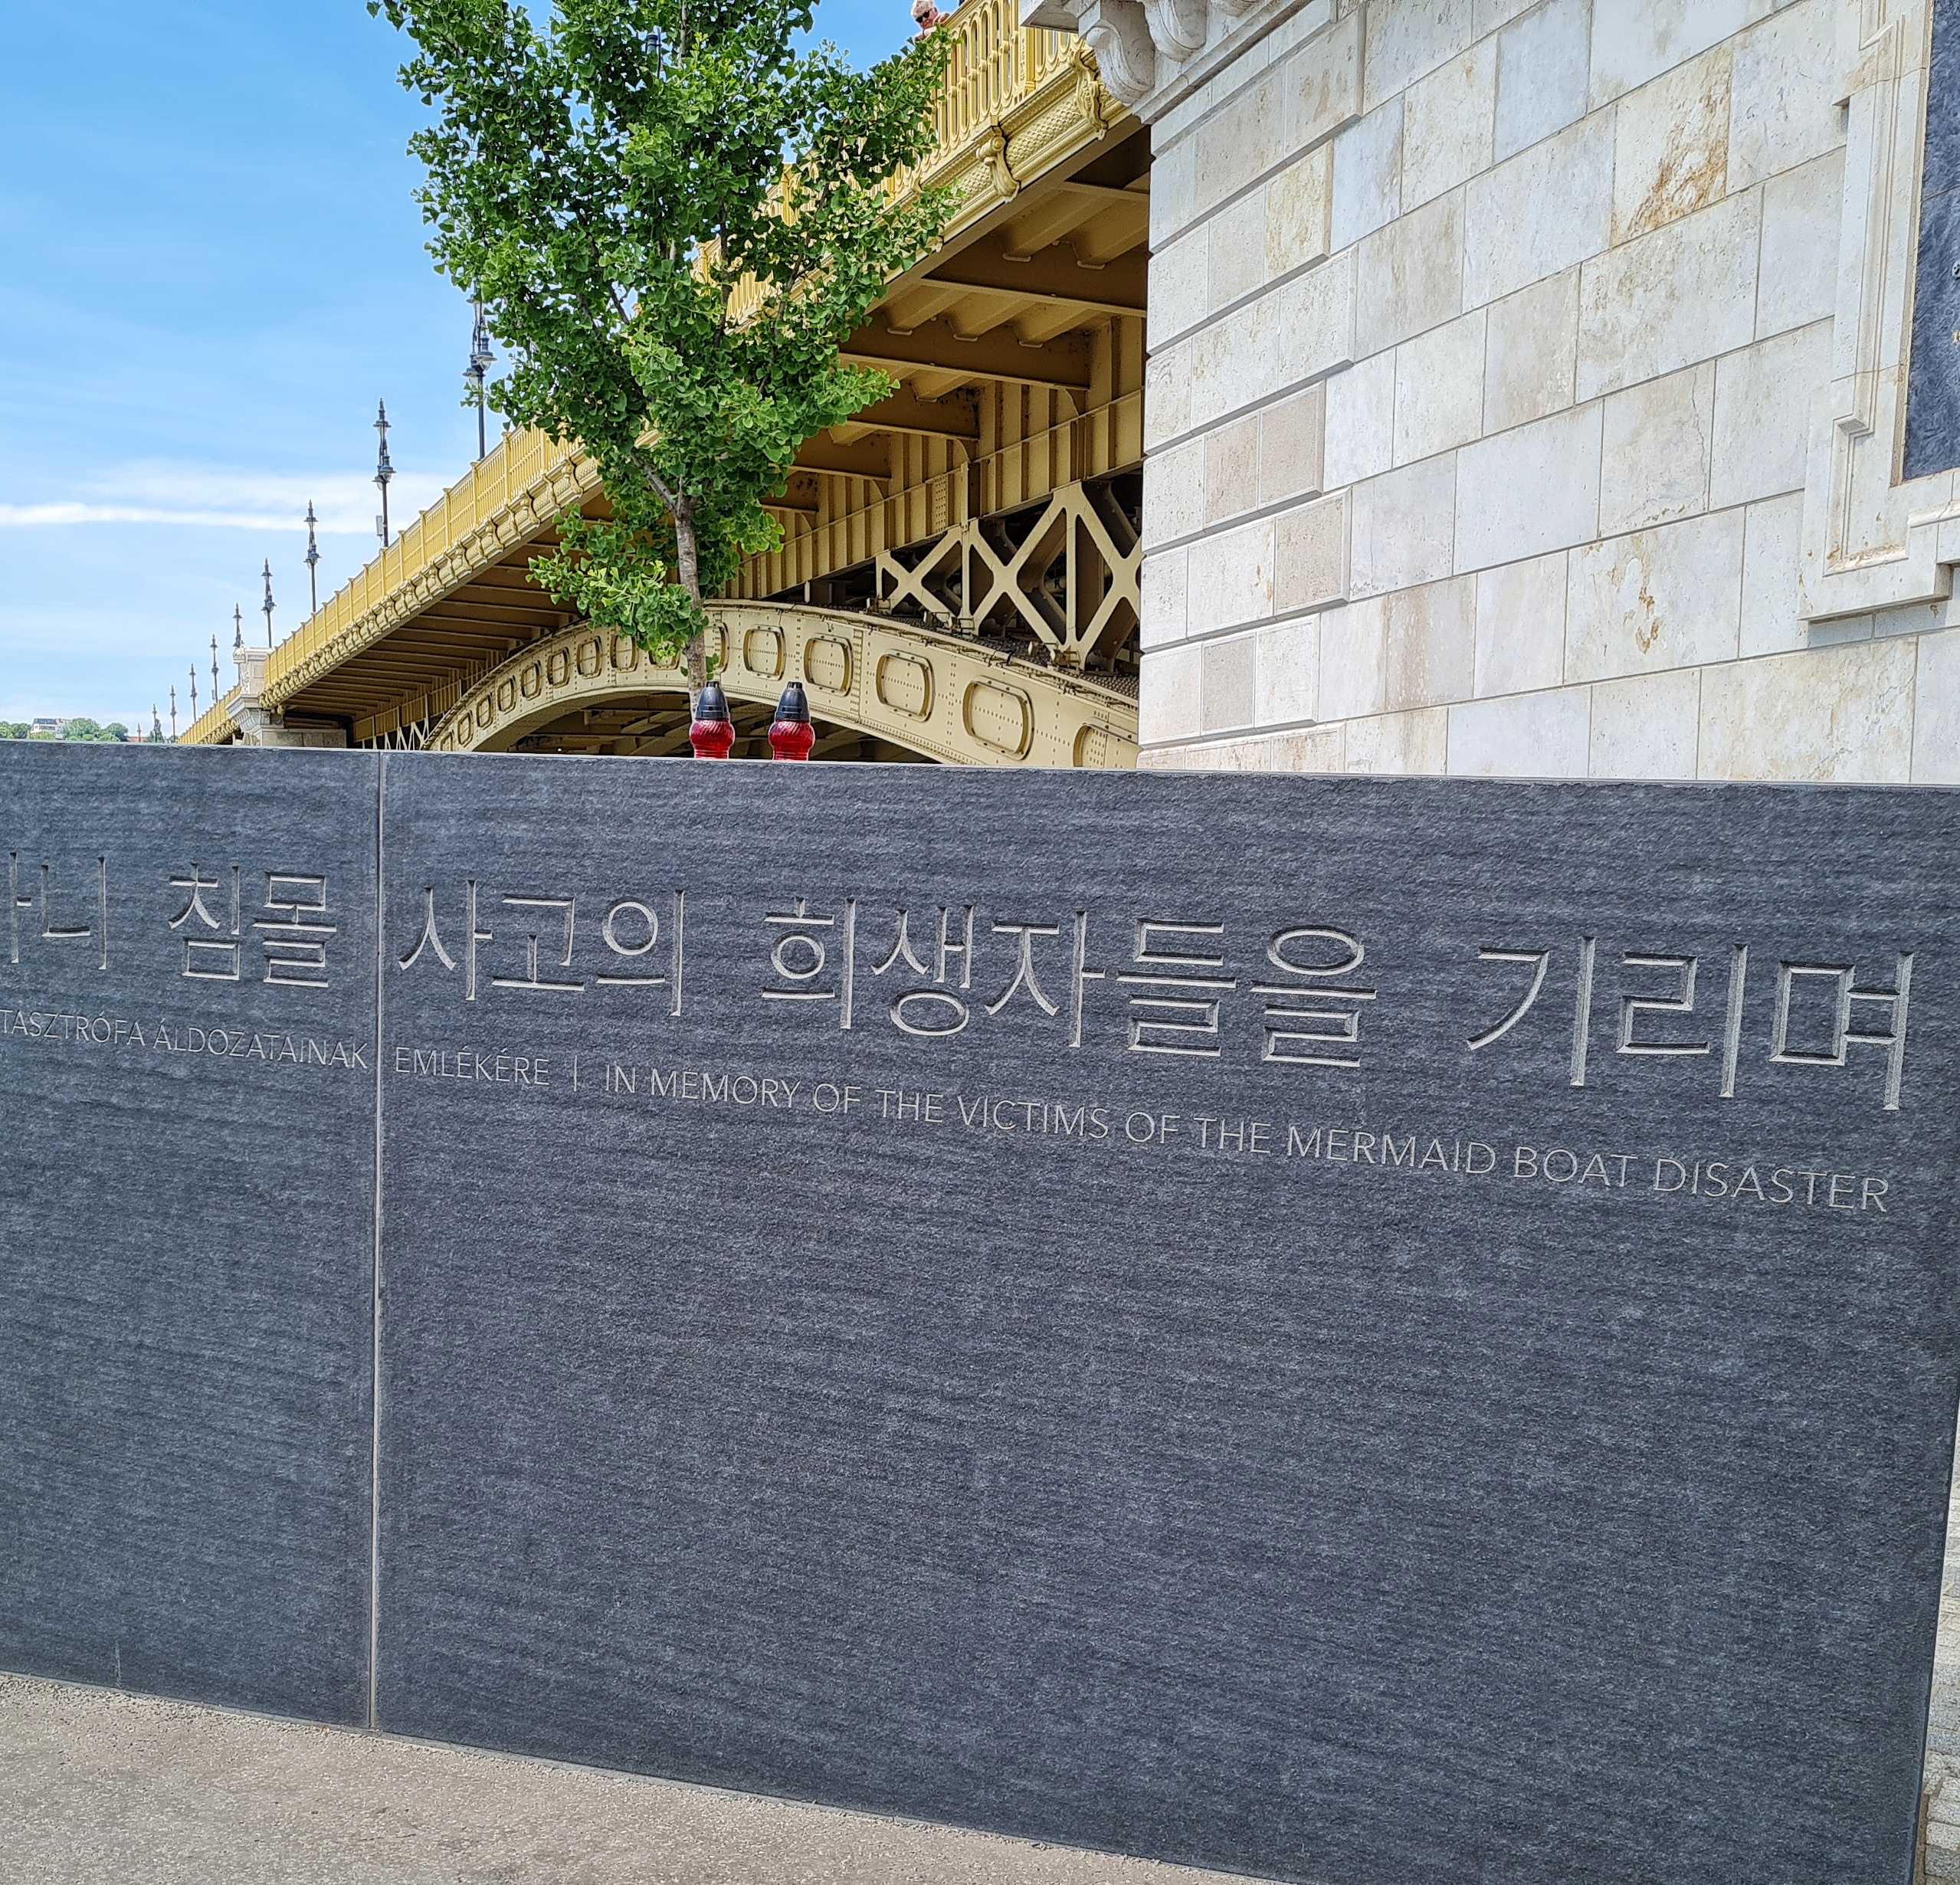 니 침몰 사고의 희생자들을 기리며
ÁLDOZATAINAK EMLÉKÉRE | IN MEMORY OF THE VICTIMS OF THE MERMAID BOAT DISASTER